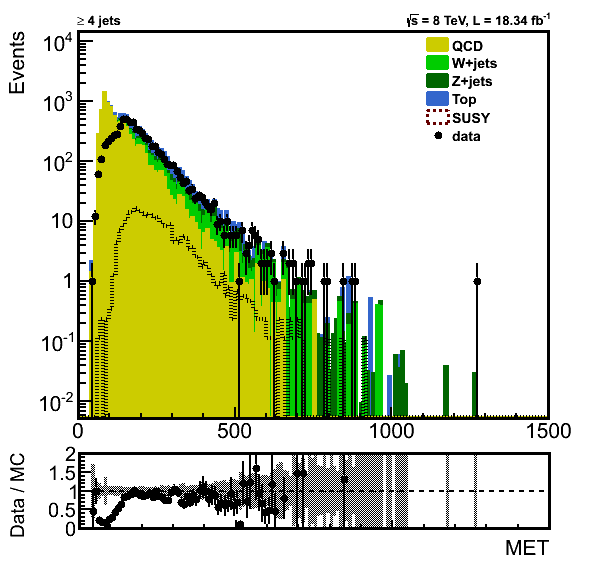 ≥ 4 jets
√s = 8 TeV, L = 18.34 fb⁻¹
Events
10⁴
10³
10²
10
1
10⁻¹
10⁻²
QCD
W+jets
Z+jets
Top
SUSY
data
0 500 1000 1500
Data / MC
2
1.5
1
0.5
0
MET